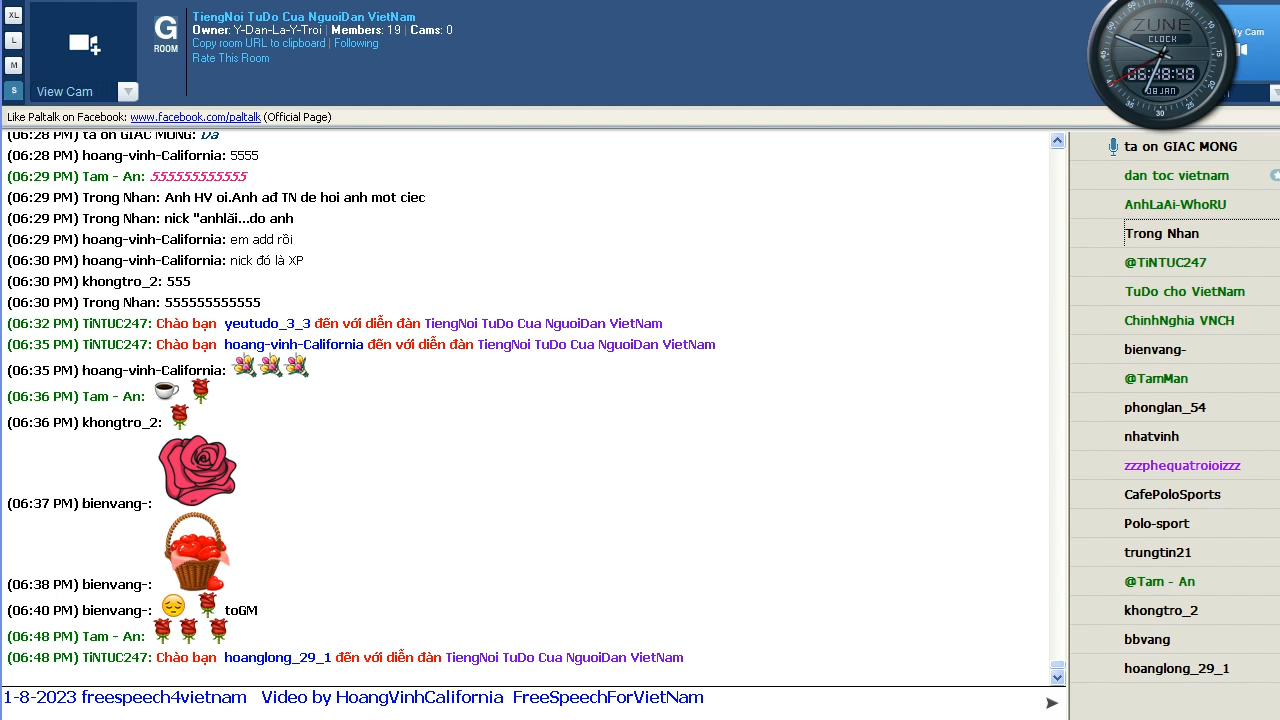 XL
L
M
S
View Cam
G
ROOM
TiengNoi TuDo Cua NguoiDan VietNam
Owner: Y-Dan-La-Y-Troi | Members: 19 | Cams: 0
Copy room URL to clipboard | Following
Rate This Room
ZUNE
CLOCK
06:48:40
08 JAN
My Cam
Like Paltalk on Facebook: www.facebook.com/paltalk (Official Page)
(06:28 PM) ta on GIAC MONG: Da
(06:28 PM) hoang-vinh-California: 5555
(06:29 PM) Tam - An: 555555555555
(06:29 PM) Trong Nhan: Anh HV oi.Anh ađ TN de hoi anh mot ciec
(06:29 PM) Trong Nhan: nick "anhlãi...do anh
(06:29 PM) hoang-vinh-California: em add rồi
(06:30 PM) hoang-vinh-California: nick đó là XP
(06:30 PM) khongtro_2: 555
(06:30 PM) Trong Nhan: 555555555555
(06:32 PM) TiNTUC247: Chào bạn yeutudo_3_3 đến với diễn đàn TiengNoi TuDo Cua NguoiDan VietNam
(06:35 PM) TiNTUC247: Chào bạn hoang-vinh-California đến với diễn đàn TiengNoi TuDo Cua NguoiDan VietNam
(06:35 PM) hoang-vinh-California:
(06:36 PM) Tam - An:
(06:36 PM) khongtro_2:
(06:37 PM) bienvang-:
(06:38 PM) bienvang-:
(06:40 PM) bienvang-: toGM
(06:48 PM) Tam - An:
(06:48 PM) TiNTUC247: Chào bạn hoanglong_29_1 đến với diễn đàn TiengNoi TuDo Cua NguoiDan VietNam
1-8-2023 freespeech4vietnam Video by HoangVinhCalifornia FreeSpeechForVietNam
ta on GIAC MONG
dan toc vietnam
AnhLaAi-WhoRU
Trong Nhan
@TiNTUC247
TuDo cho VietNam
ChinhNghia VNCH
bienvang-
@TamMan
phonglan_54
nhatvinh
zzzphequatroioizzz
CafePoloSports
Polo-sport
trungtin21
@Tam - An
khongtro_2
bbvang
hoanglong_29_1